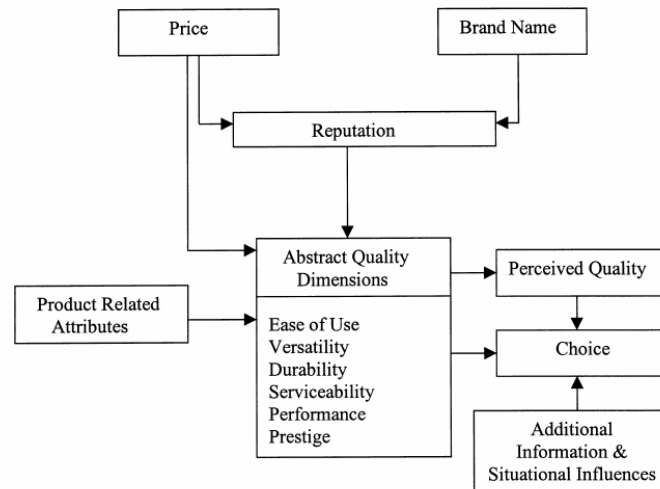 Price
Brand Name
Reputation
Abstract Quality
Dimensions
Perceived Quality
Product Related
Attributes
Ease of Use
Versatility
Durability
Serviceability
Performance
Prestige
Choice
Additional
Information &
Situational Influences